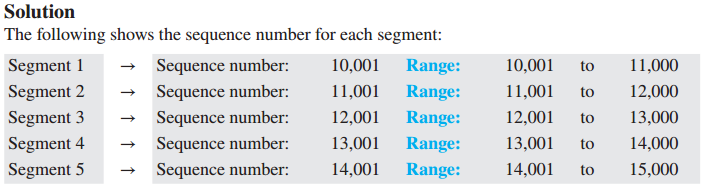 Solution
The following shows the sequence number for each segment:
Segment 1 → Sequence number: 10,001 Range: 10,001 to 11,000
Segment 2 → Sequence number: 11,001 Range: 11,001 to 12,000
Segment 3 → Sequence number: 12,001 Range: 12,001 to 13,000
Segment 4 → Sequence number: 13,001 Range: 13,001 to 14,000
Segment 5 → Sequence number: 14,001 Range: 14,001 to 15,000